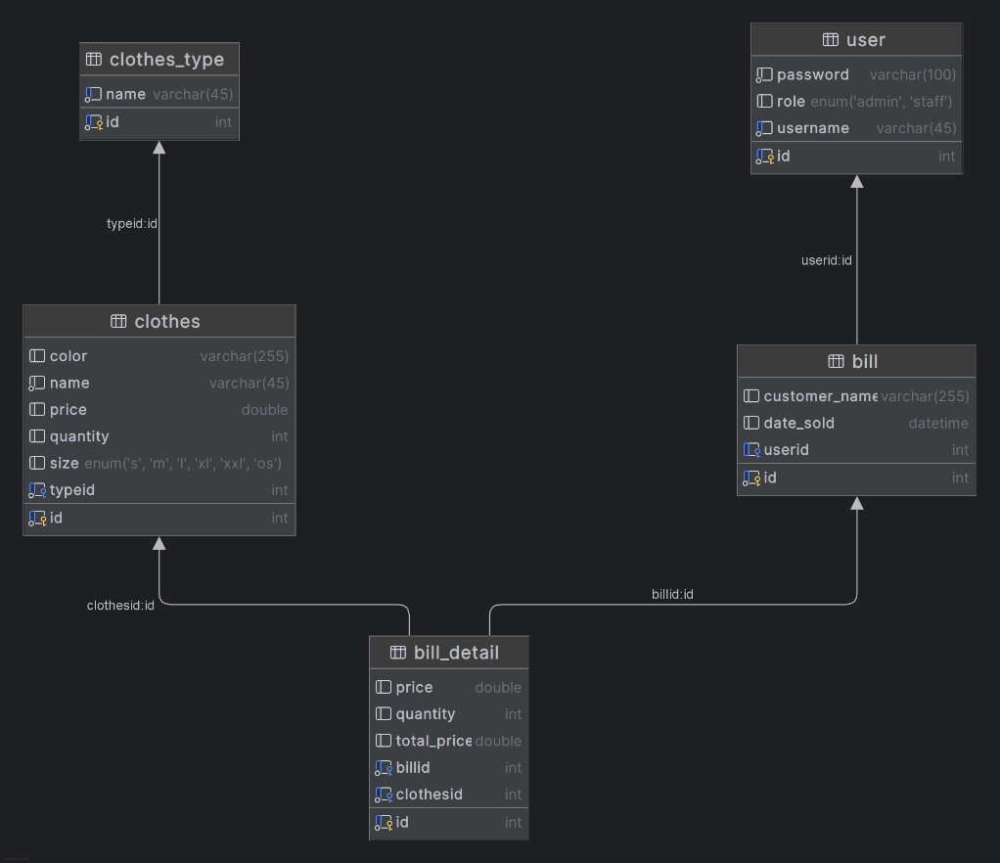 clothes_type
name varchar(45)
id int
user
password varchar(100)
role enum('admin', 'staff')
username varchar(45)
id int
typeid:id
userid:id
clothes
color varchar(255)
name varchar(45)
price double
quantity int
size enum('s', 'm', 'l', 'xl', 'xxl', 'os')
typeid int
id int
bill
customer_name varchar(255)
date_sold datetime
userid int
id int
clothesid:id
billid:id
bill_detail
price double
quantity int
total_price double
billid int
clothesid int
id int